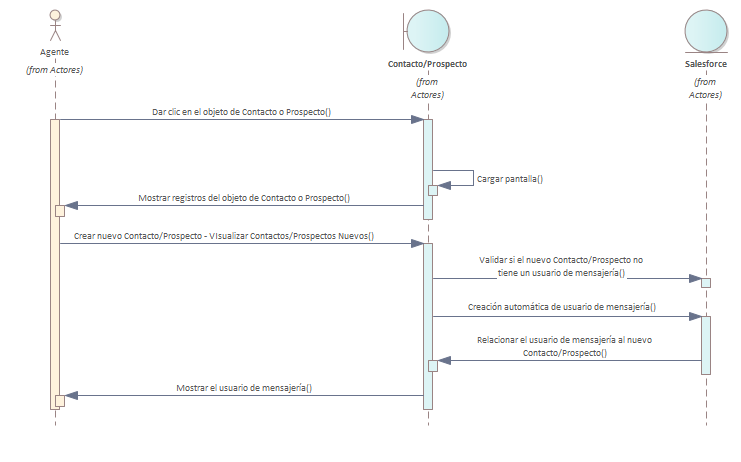 Agente
(from Actores)
Contacto/Prospecto
(from
Actores)
Salesforce
(from
Actores)
Dar clic en el objeto de Contacto o Prospecto()
Cargar pantalla()
Mostrar registros del objeto de Contacto o Prospecto()
Crear nuevo Contacto/Prospecto - VIsualizar Contactos/Prospectos Nuevos()
Validar si el nuevo Contacto/Prospecto no
tiene un usuario de mensajería()
Creación automática de usuario de mensajería()
Relacionar el usuario de mensajería al nuevo
Contacto/Prospecto()
Mostrar el usuario de mensajería()